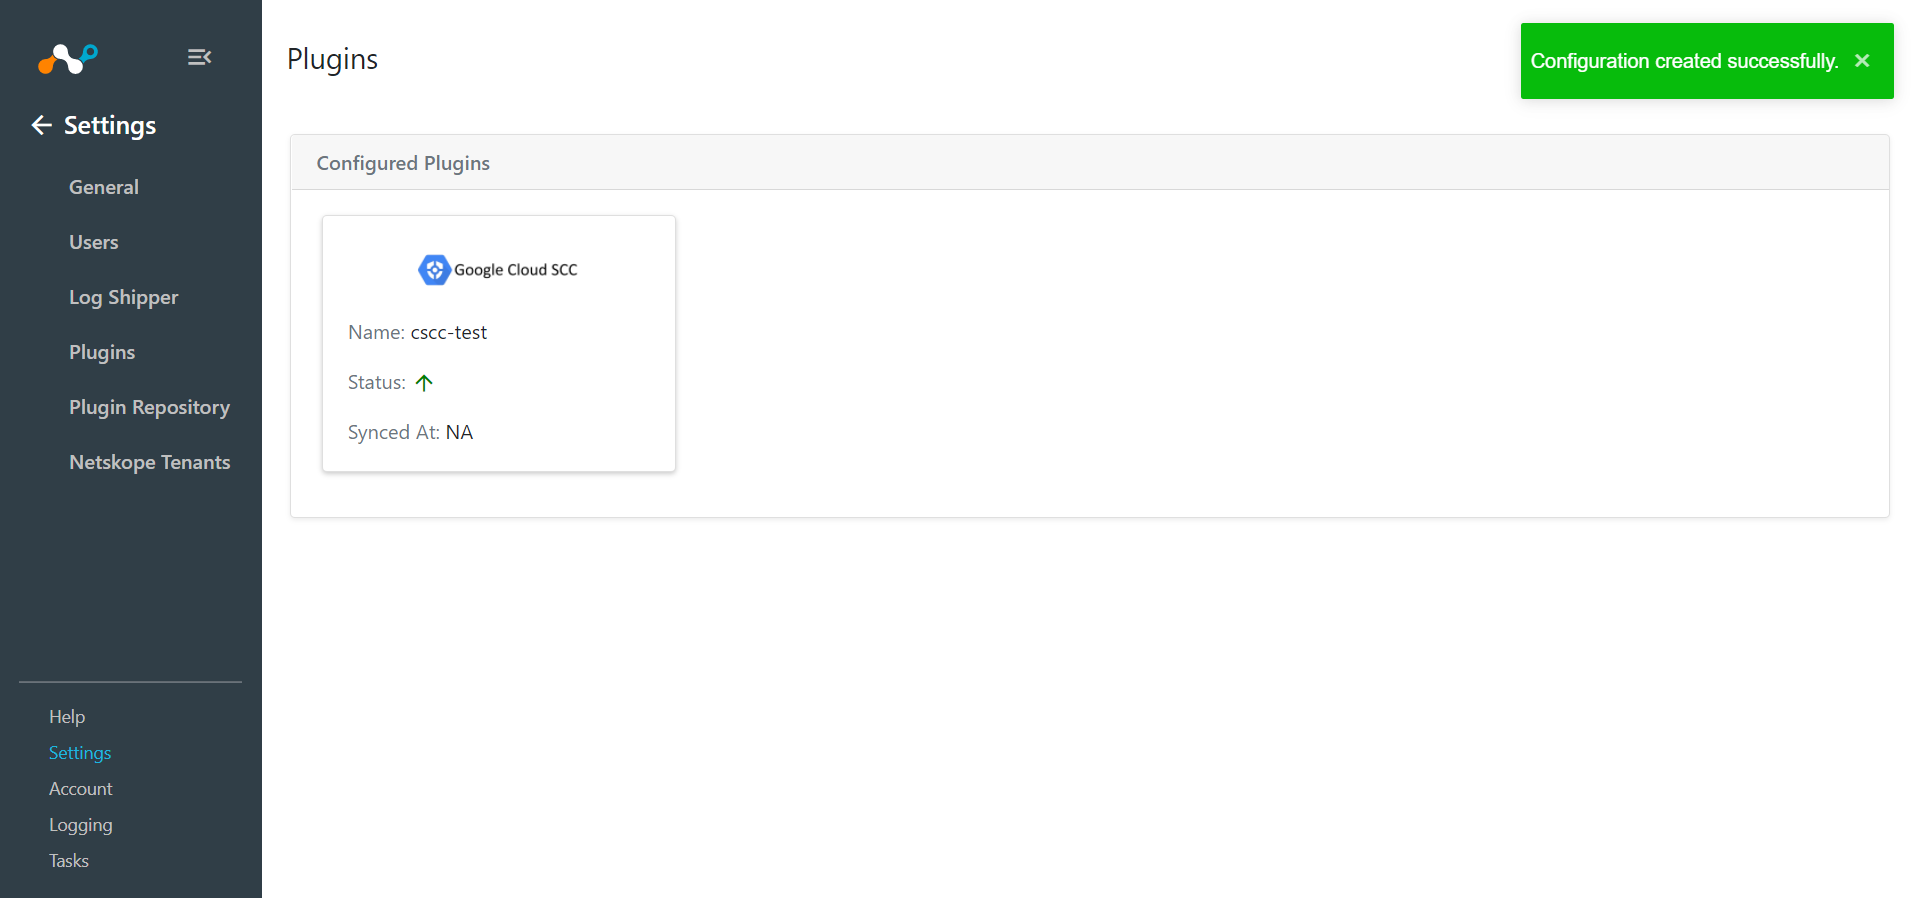 Settings
General
Users
Log Shipper
Plugins
Plugin Repository
Netskope Tenants
Help
Settings
Account
Logging
Tasks
Plugins
Configuration created successfully.
Configured Plugins
Google Cloud SCC
Name: cscc-test
Status:
Synced At: NA